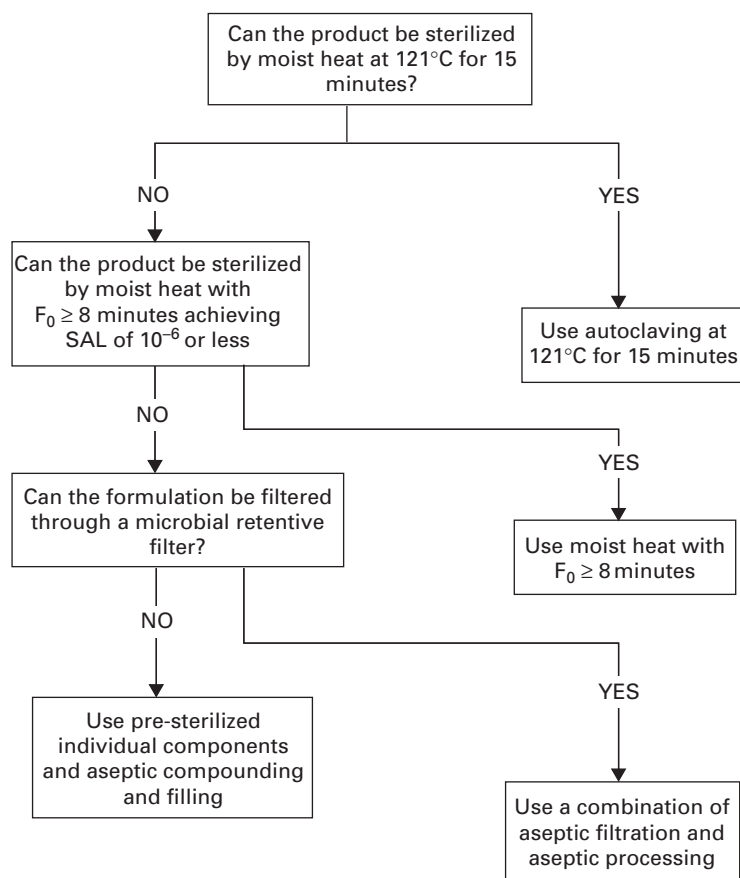 Can the product be sterilized
by moist heat at 121°C for 15
minutes?
NO
YES
Can the product be sterilized
by moist heat with
F₀ ≥ 8 minutes achieving
SAL of 10⁻⁶ or less
Use autoclaving at
121°C for 15 minutes
NO
YES
Can the formulation be filtered
through a microbial retentive
filter?
Use moist heat with
F₀ ≥ 8 minutes
NO
YES
Use pre-sterilized
individual components
and aseptic compounding
and filling
Use a combination of
aseptic filtration and
aseptic processing